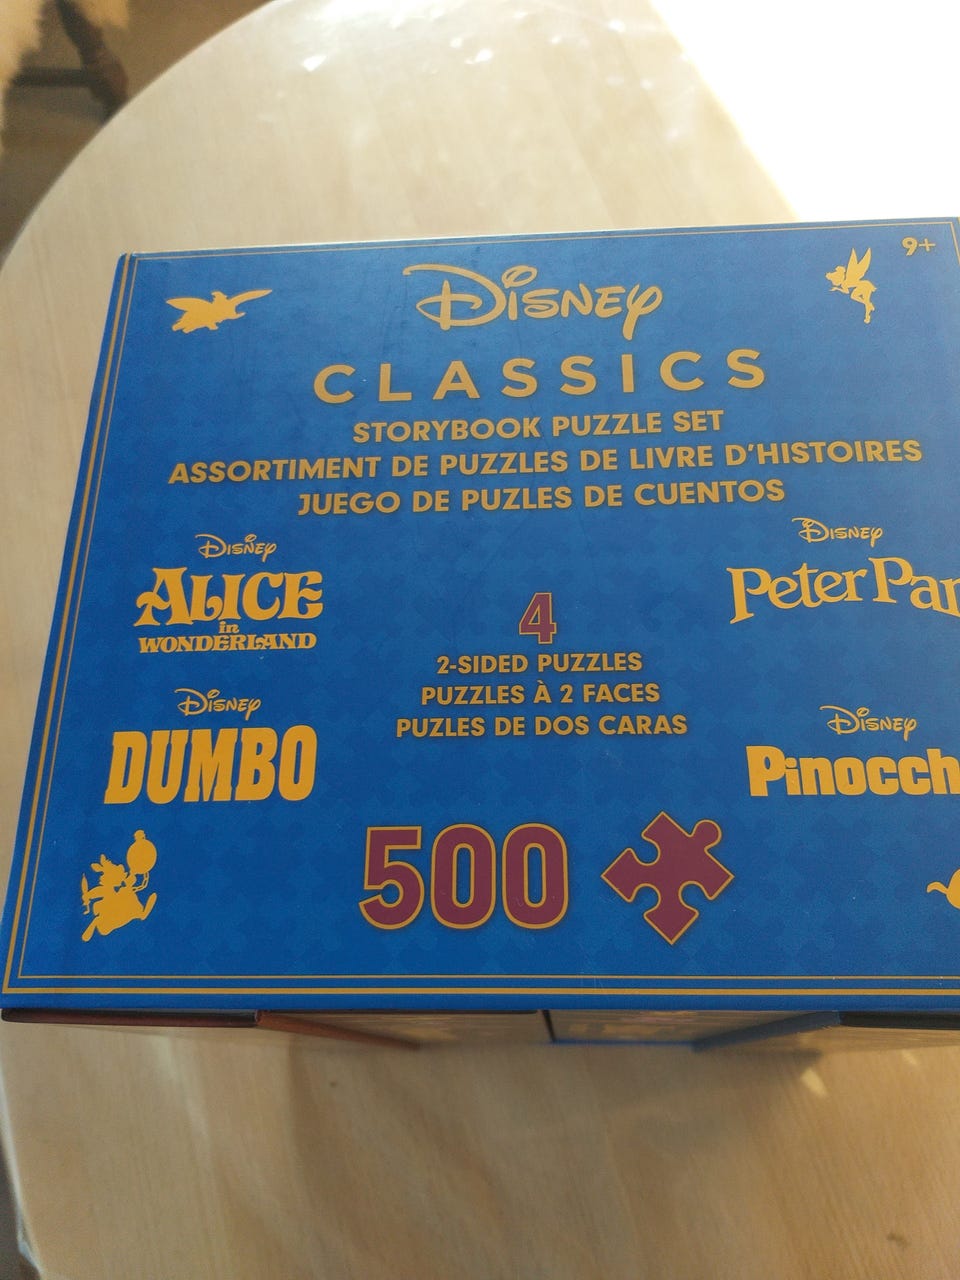 9+
Disney
CLASSICS
STORYBOOK PUZZLE SET
ASSORTIMENT DE PUZZLES DE LIVRE D'HISTOIRES
JUEGO DE PUZLES DE CUENTOS
Disney
ALICE
in
WONDERLAND
Disney
Peter Pan
4
2-SIDED PUZZLES
PUZZLES À 2 FACES
PUZLES DE DOS CARAS
Disney
DUMBO
Disney
Pinocch
500